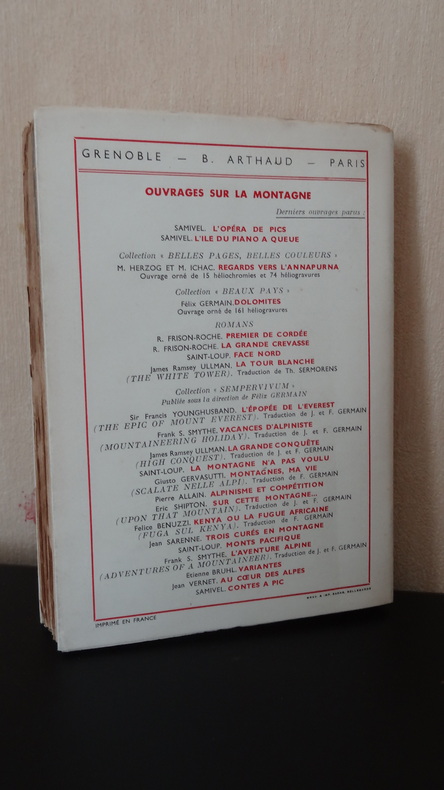 GRENOBLE — B. ARTHAUD — PARIS
OUVRAGES SUR LA MONTAGNE
Derniers ouvrages parus :
SAMIVEL. L'OPÉRA DE PICS
SAMIVEL. L'ILE DU PIANO A QUEUE
Collection « BELLES PAGES, BELLES COULEURS »
M. HERZOG ET M. ICHAC. REGARDS VERS L'ANNAPURNA
Ouvrage orné de 15 héliochromies et 74 héliogravures
Collection « BEAUX PAYS »
Félix GERMAIN. DOLOMITES
Ouvrage orné de 161 héliogravures
ROMANS
R. FRISON-ROCHE. PREMIER DE CORDÉE
R. FRISON-ROCHE. LA GRANDE CREVASSE
SAINT-LOUP. FACE NORD
James Ramsey ULLMAN. LA TOUR BLANCHE
(THE WHITE TOWER). Traduction de Th. SERMORENS
Collection « SEMPERVIVUM »
Publiée sous la direction de Félix GERMAIN
Sir Francis YOUNGHUSBAND. L'ÉPOPÉE DE L'EVEREST
(THE EPIC OF MOUNT EVEREST). Traduction de J. et F. GERMAIN
Frank S. SMYTHE. VACANCES D'ALPINISTE
(MOUNTAINEERING HOLIDAY). Traduction de J. et F. GERMAIN
James Ramsey ULLMAN. LA GRANDE CONQUÊTE
(HIGH CONQUEST). Traduction de J. et F. GERMAIN
SAINT-LOUP. LA MONTAGNE N'A PAS VOULU
Giusto GERVASUTTI. MONTAGNES, MA VIE
(SCALATE NELLE ALPI). Traduction de J. et F. GERMAIN
Pierre ALLAIN. ALPINISME ET COMPÉTITION
Eric SHIPTON. SUR CETTE MONTAGNE...
(UPON THAT MOUNTAIN). Traduction de J. et F. GERMAIN
Felice BENUZZI. KENYA OU LA FUGUE AFRICAINE
(FUGA SUL KENYA). Traduction de F. GERMAIN
Jean SARENNE. TROIS CURÉS EN MONTAGNE
SAINT-LOUP. MONTS PACIFIQUE
Frank S. SMYTHE. L'AVENTURE ALPINE
(ADVENTURES OF A MOUNTAINEER). Traduction de J. et F. GERMAIN
Etienne BRUHL. VARIANTES
Jean VERNET. AU CŒUR DES ALPES
SAMIVEL. CONTES A PIC
IMPRIMÉ EN FRANCE